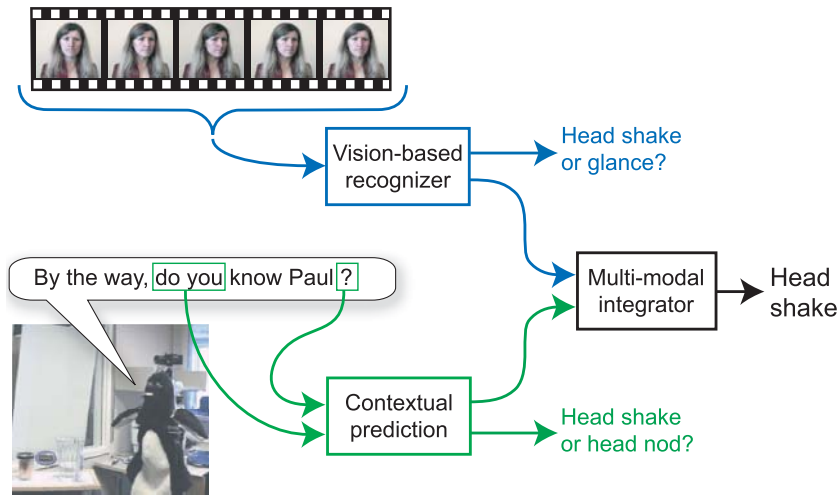 Vision-based
recognizer
Head shake
or glance?
By the way, do you know Paul ?
Multi-modal
integrator
Head
shake
Contextual
prediction
Head shake
or head nod?